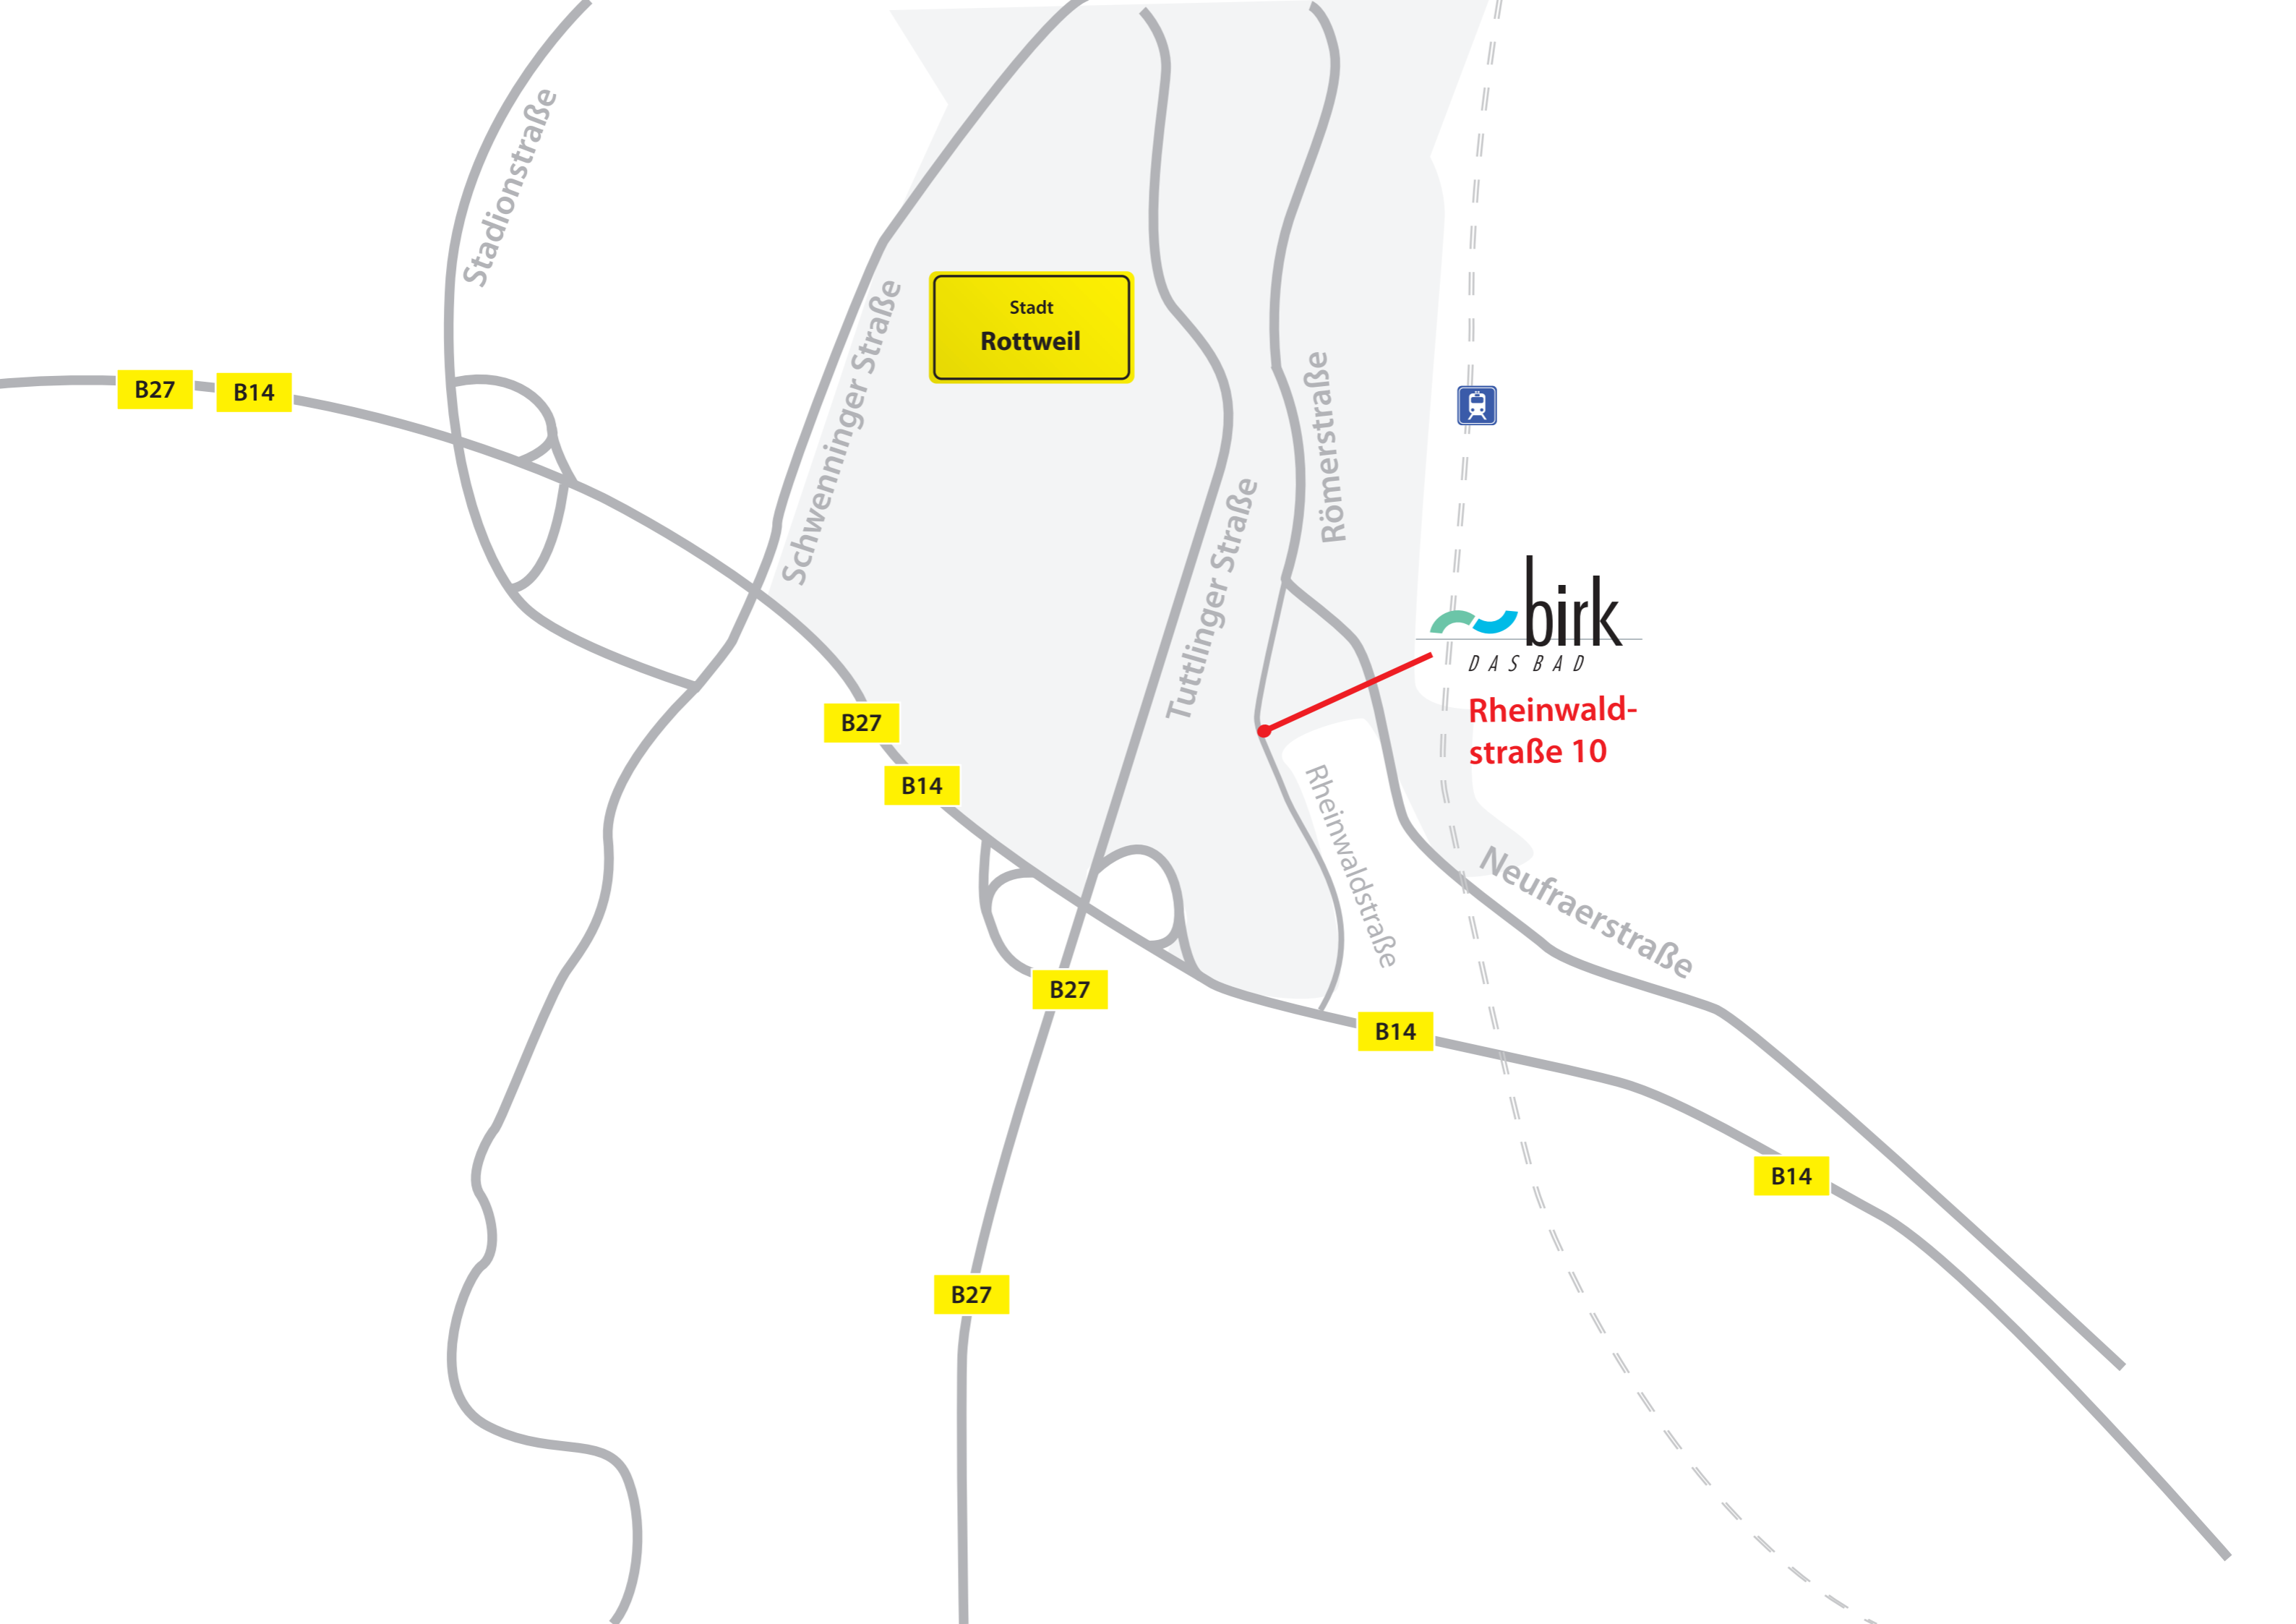 Stadionstraße
Stadt
Rottweil
Schwenninger Straße
Römerstraße
B27
B14
Tuttlinger Straße
birk
DAS BAD
Rheinwald-
straße 10
B27
B14
Rheinwaldstraße
Neufraerstraße
B27
B14
B14
B27